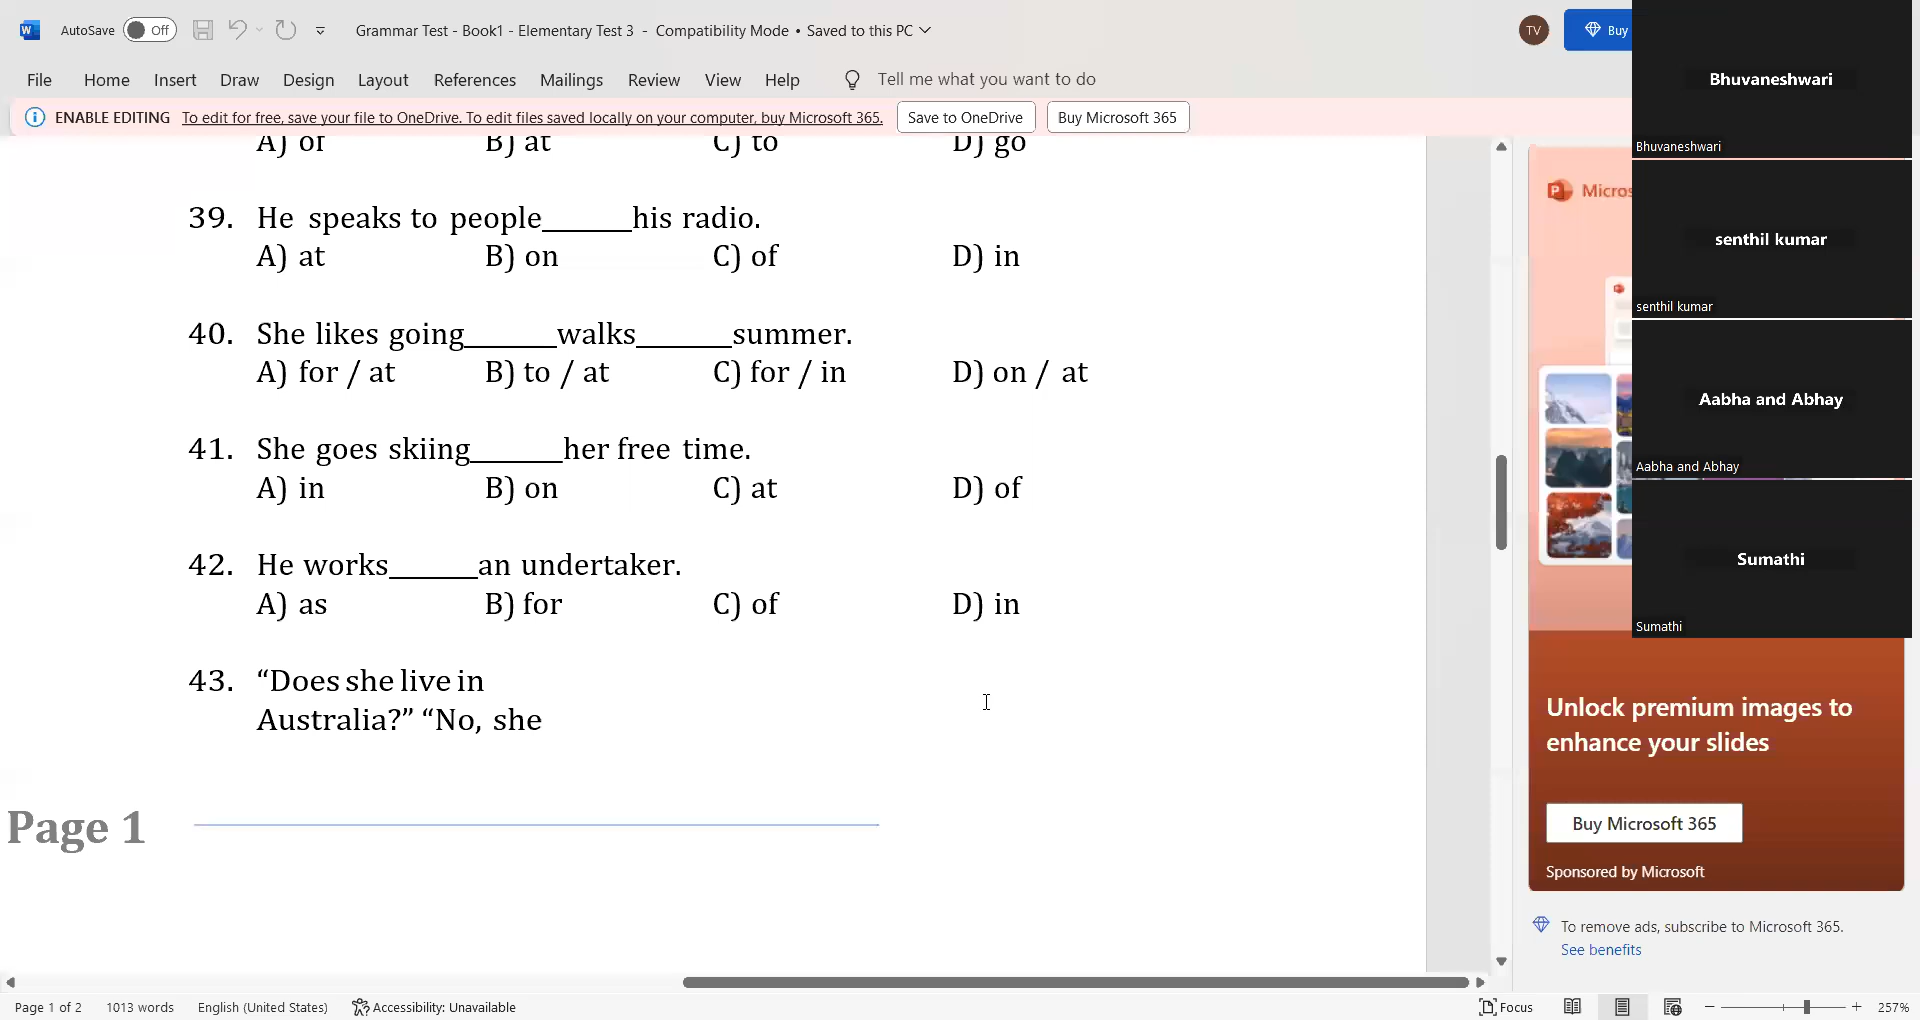 AutoSave Off Grammar Test - Book1 - Elementary Test 3 - Compatibility Mode • Saved to this PC TV Buy
File Home Insert Draw Design Layout References Mailings Review View Help Tell me what you want to do
ENABLE EDITING To edit for free, save your file to OneDrive. To edit files saved locally on your computer, buy Microsoft 365. Save to OneDrive Buy Microsoft 365
A) of B) at C) to D) go
39. He speaks to people______his radio.
A) at B) on C) of D) in
40. She likes going______walks______summer.
A) for / at B) to / at C) for / in D) on / at
41. She goes skiing______her free time.
A) in B) on C) at D) of
42. He works______an undertaker.
A) as B) for C) of D) in
43. “Does she live in
Australia?” “No, she
Page 1
Bhuvaneshwari
Bhuvaneshwari
senthil kumar
senthil kumar
Aabha and Abhay
Aabha and Abhay
Sumathi
Sumathi
Unlock premium images to
enhance your slides
Buy Microsoft 365
Sponsored by Microsoft
To remove ads, subscribe to Microsoft 365.
See benefits
Page 1 of 2 1013 words English (United States) Accessibility: Unavailable Focus 257%